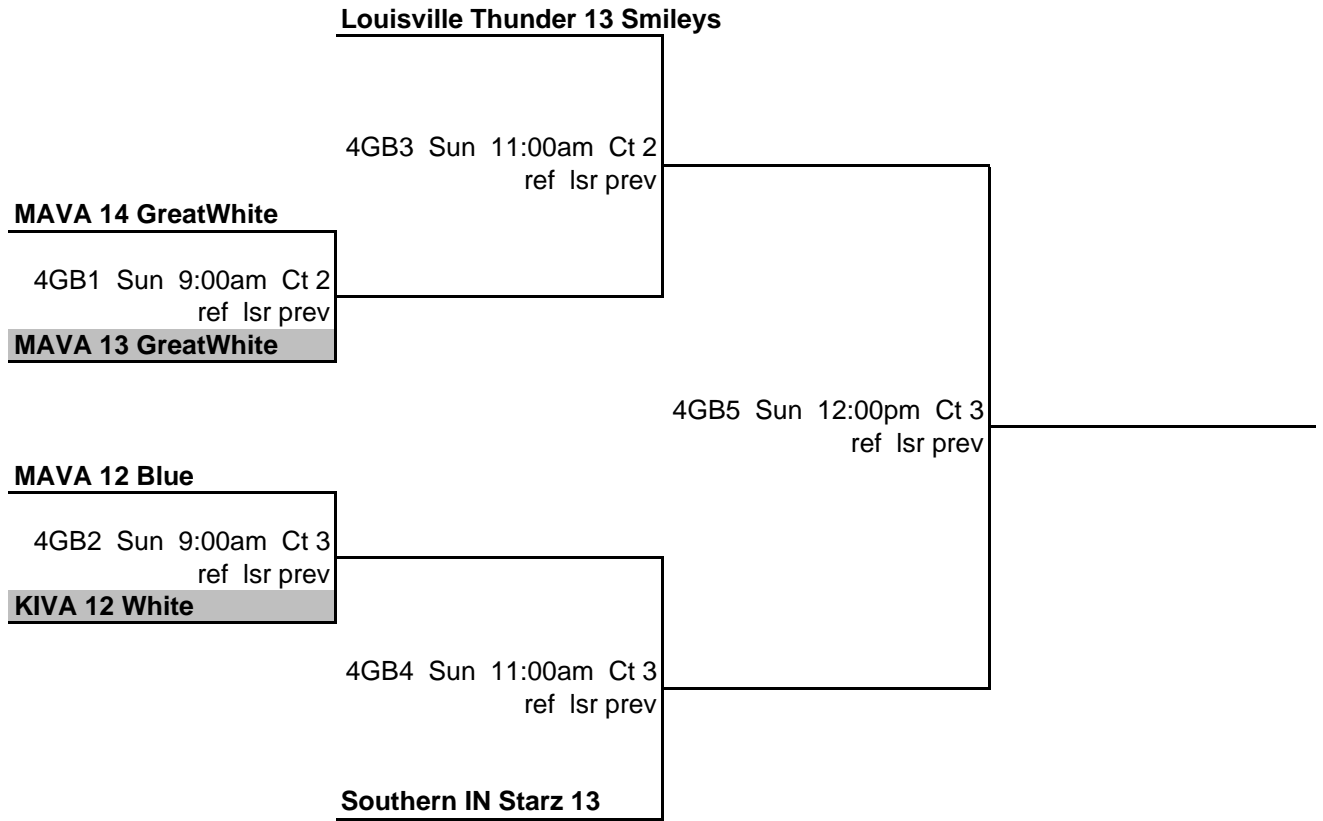 Louisville Thunder 13 Smileys
4GB3 Sun 11:00am Ct 2
ref lsr prev
MAVA 14 GreatWhite
4GB1 Sun 9:00am Ct 2
ref lsr prev
MAVA 13 GreatWhite
4GB5 Sun 12:00pm Ct 3
ref lsr prev
MAVA 12 Blue
4GB2 Sun 9:00am Ct 3
ref lsr prev
KIVA 12 White
4GB4 Sun 11:00am Ct 3
ref lsr prev
Southern IN Starz 13